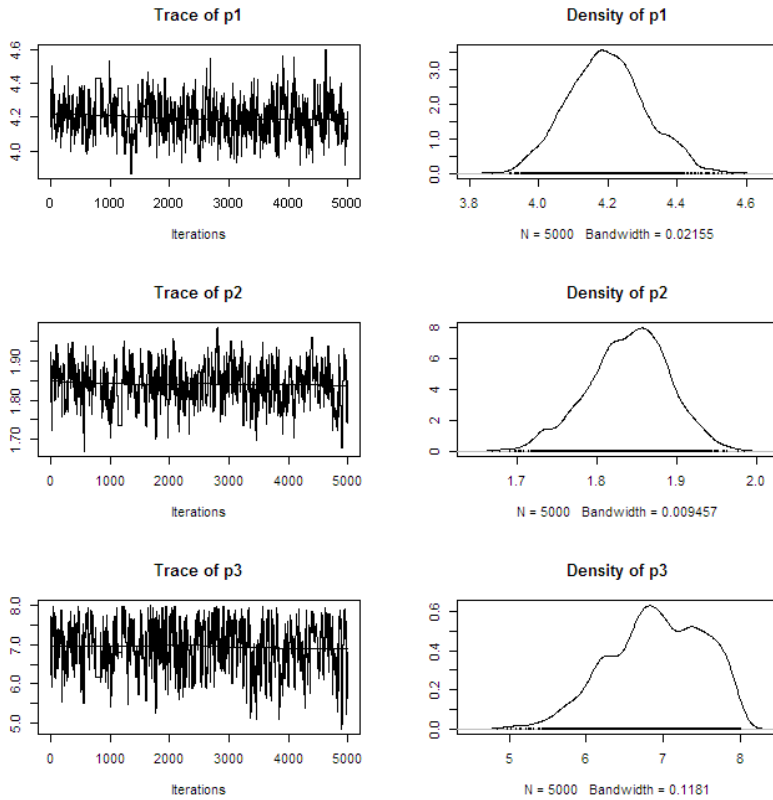 Trace of p1
4.0 4.2 4.4 4.6
0 1000 2000 3000 4000 5000
Iterations
Density of p1
0.0 1.0 2.0 3.0
3.8 4.0 4.2 4.4 4.6
N = 5000 Bandwidth = 0.02155
Trace of p2
1.70 1.80 1.90
0 1000 2000 3000 4000 5000
Iterations
Density of p2
0 2 4 6 8
1.7 1.8 1.9 2.0
N = 5000 Bandwidth = 0.009457
Trace of p3
5.0 6.0 7.0 8.0
0 1000 2000 3000 4000 5000
Iterations
Density of p3
0.0 0.2 0.4 0.6
5 6 7 8
N = 5000 Bandwidth = 0.1181